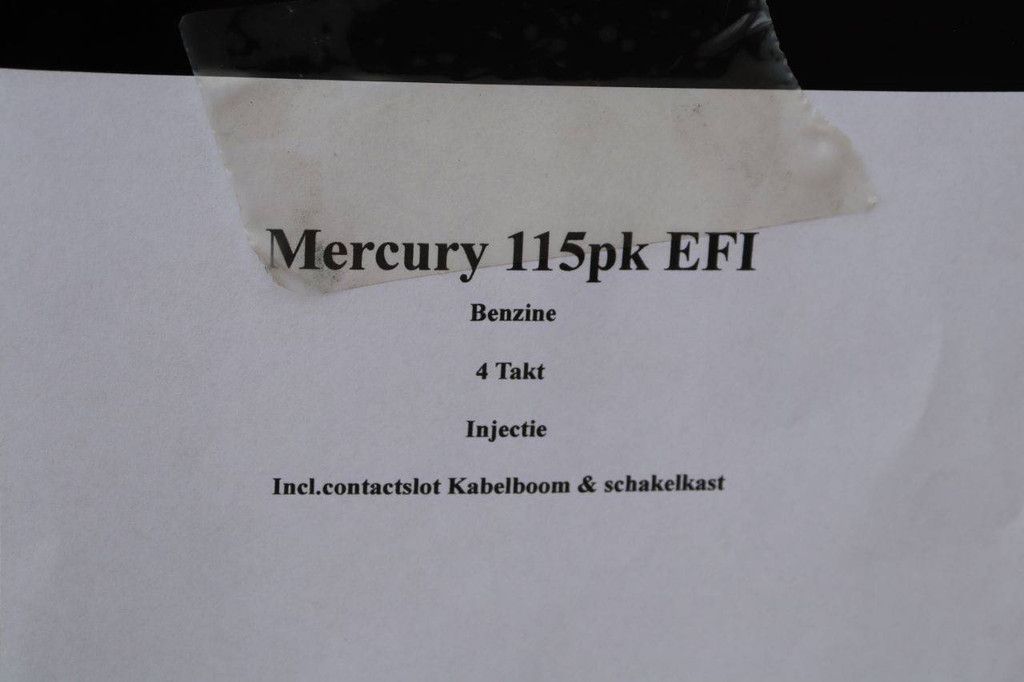 Mercury 115pk EFI
Benzine
4 Takt
Injectie
Incl.contactslot Kabelboom & schakelkast